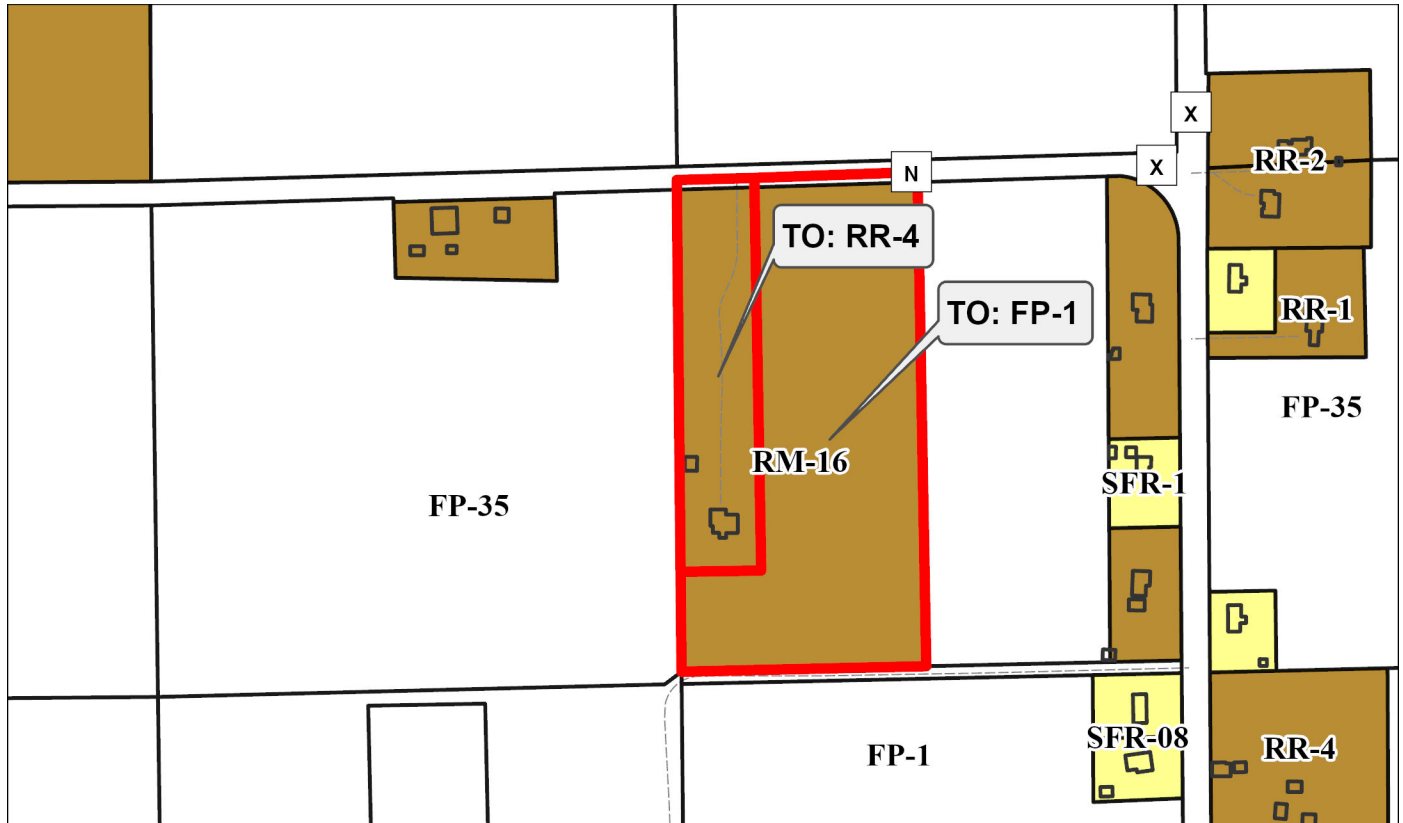 X
X
N
RR-2
TO: RR-4
TO: FP-1
RR-1
FP-35
RM-16
SFR-1
FP-35
SFR-08
RR-4
FP-1